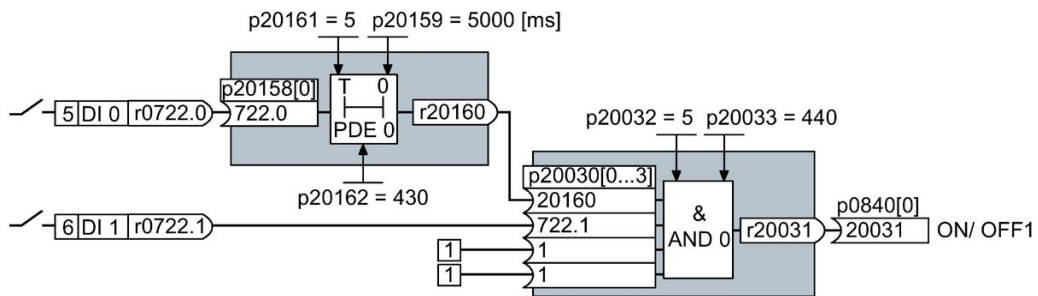 p20161 = 5 p20159 = 5000 [ms]
p20158[0] T 0
5 DI 0 r0722.0 722.0 r20160
PDE 0
p20162 = 430
p20032 = 5 p20033 = 440
p20030[0...3]
20160
6 DI 1 r0722.1 722.1
&
AND 0
r20031
p0840[0]
20031 ON/ OFF1
1 1
1 1